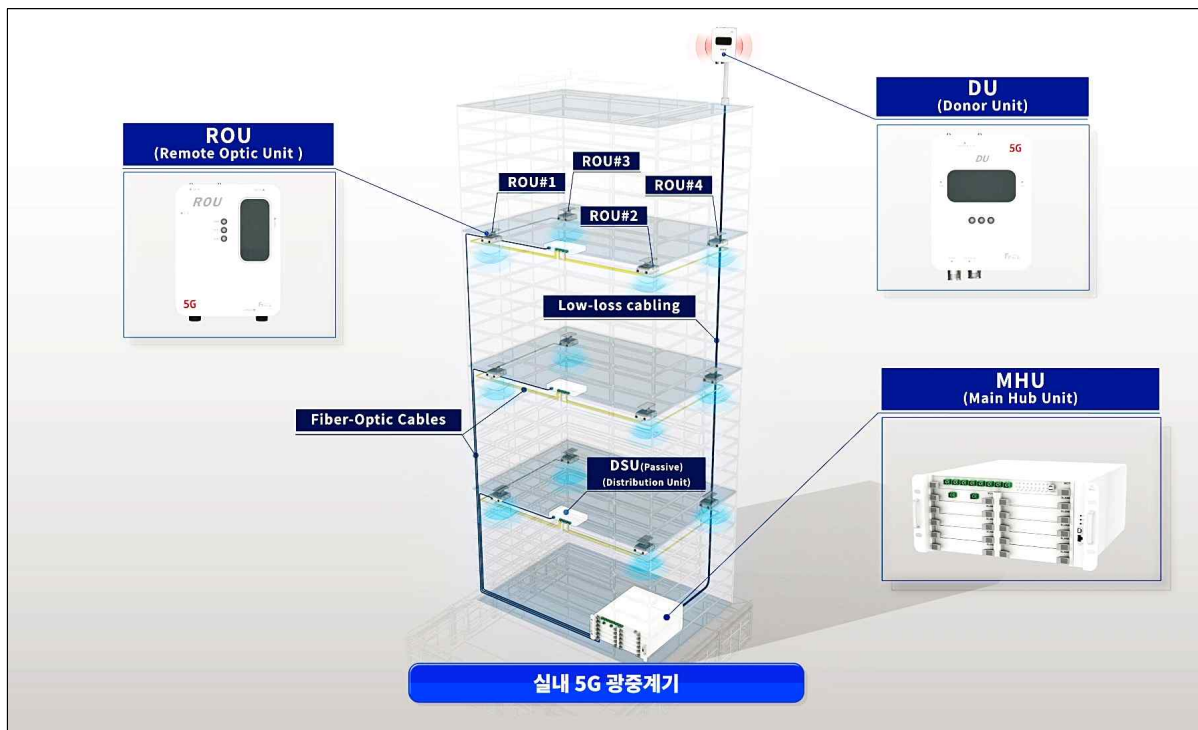 DU
(Donor Unit)
5G
DU
ROU
(Remote Optic Unit )
ROU
5G
ROU#3
ROU#1
ROU#4
ROU#2
Low-loss cabling
MHU
(Main Hub Unit)
Fiber-Optic Cables
DSU(Passive)
(Distribution Unit)
실내 5G 광중계기